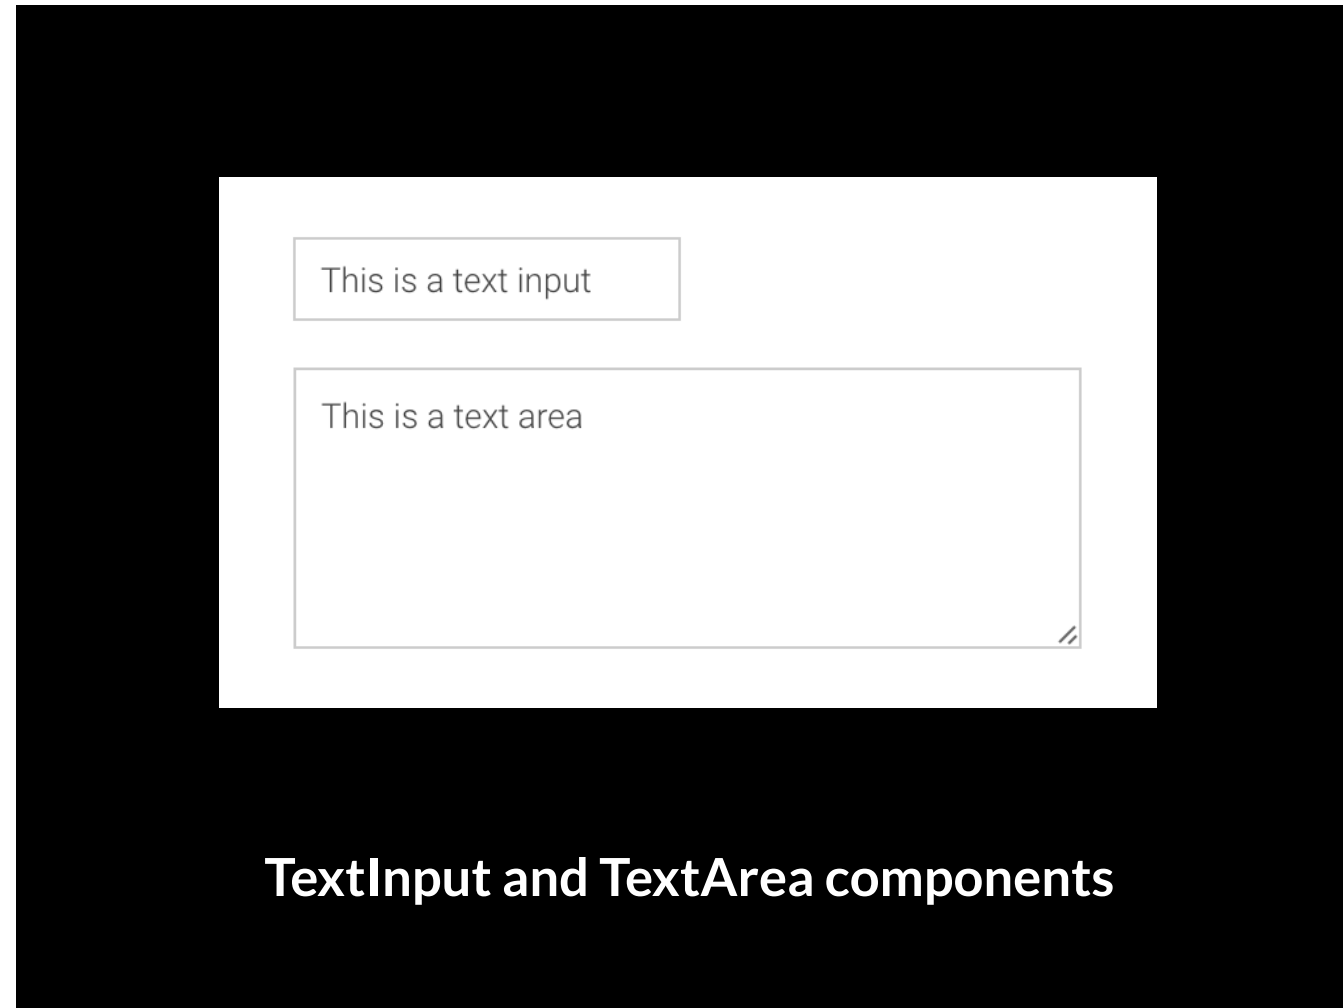 This is a text input
This is a text area
TextInput and TextArea components